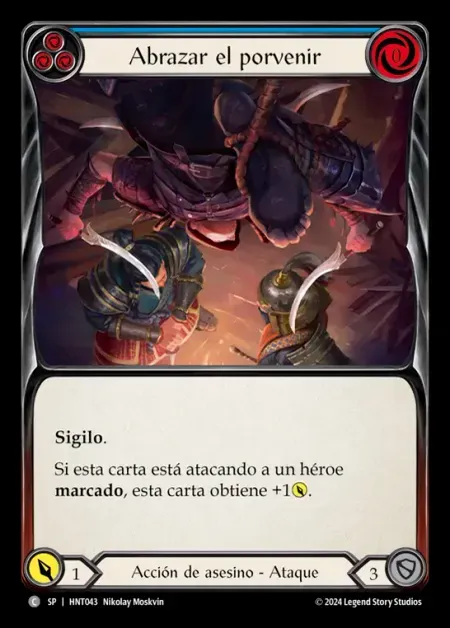 Abrazar el porvenir
0
Sigilo.
Si esta carta está atacando a un héroe
marcado, esta carta obtiene +1.
1
Acción de asesino - Ataque
3
C SP | HNT043 Nikolay Moskvin
© 2024 Legend Story Studios